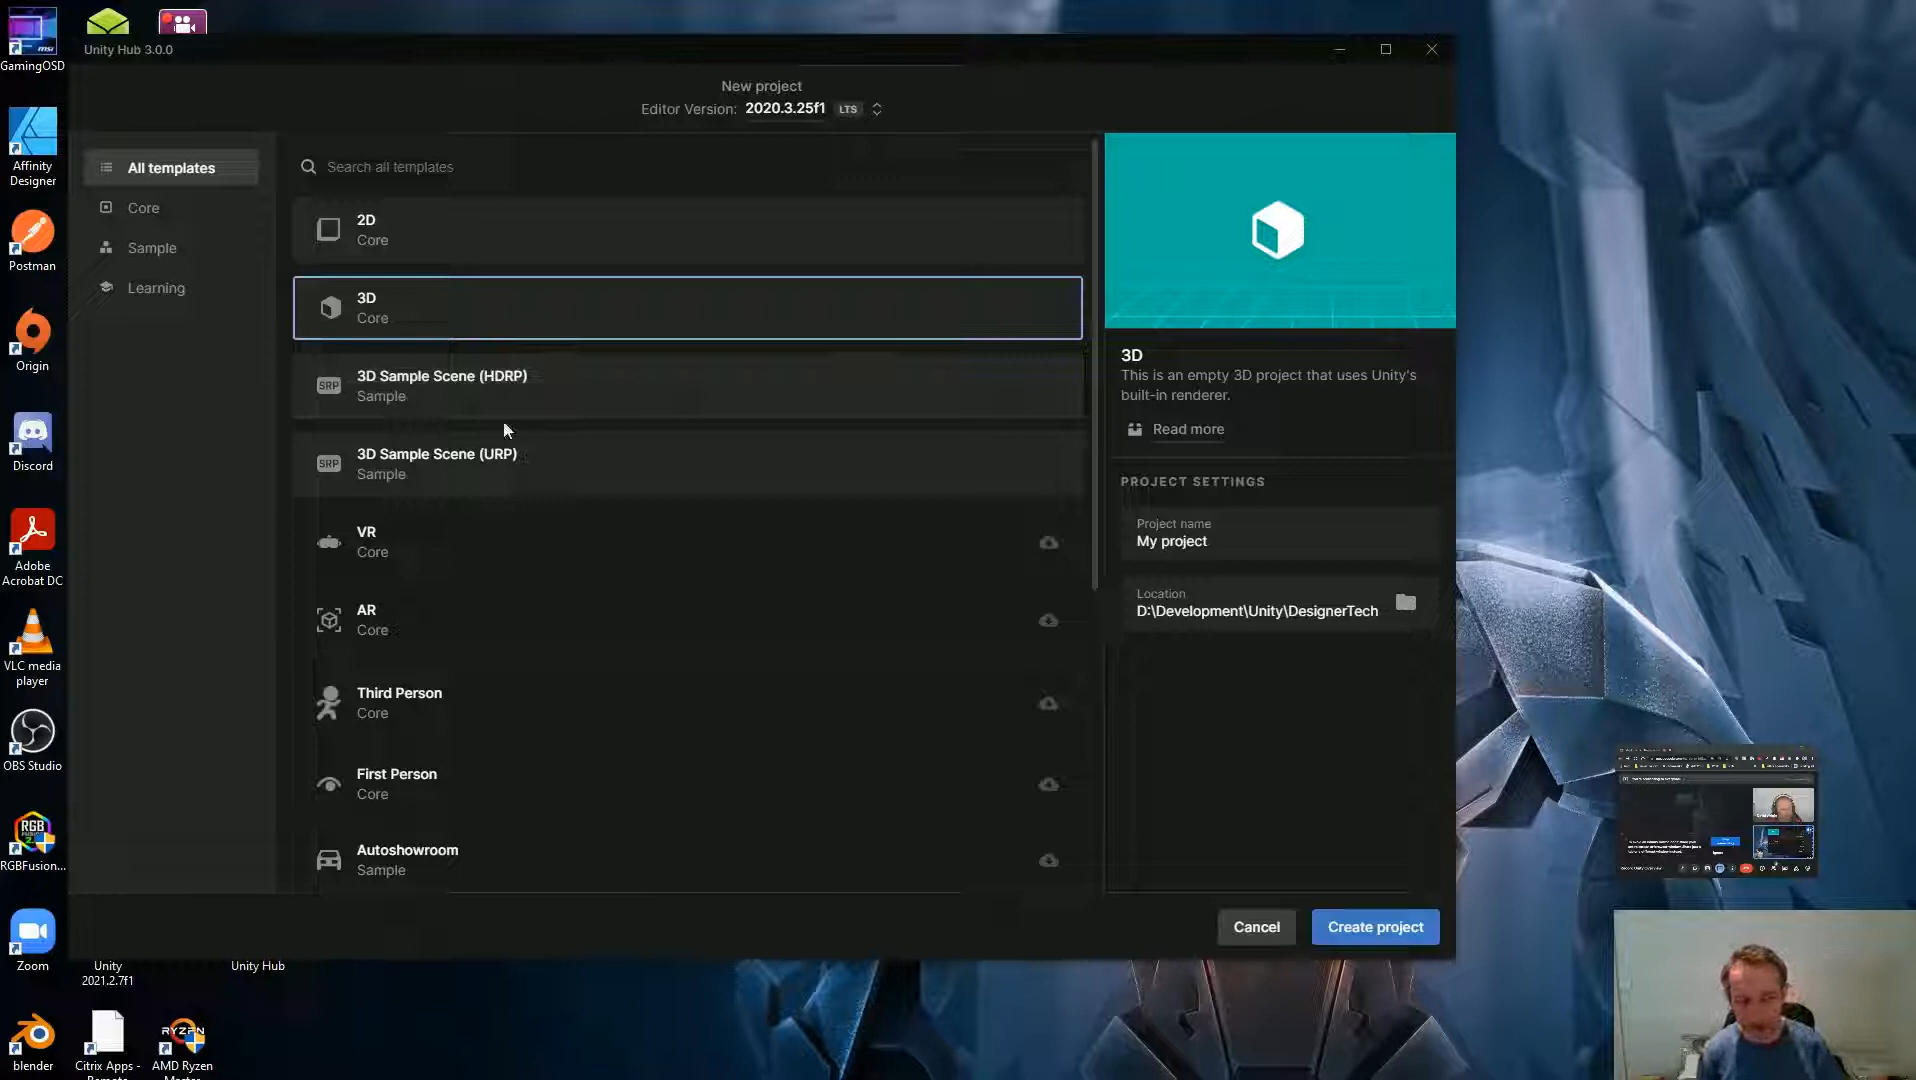 GamingOSD
Unity Hub 3.0.0
New project
Editor Version: 2020.3.25f1 LTS
All templates
Core
Sample
Learning
Search all templates
2D
Core
3D
Core
SRP
3D Sample Scene (HDRP)
Sample
SRP
3D Sample Scene (URP)
Sample
VR
Core
AR
Core
Third Person
Core
First Person
Core
Autoshowroom
Sample
3D
This is an empty 3D project that uses Unity's
built-in renderer.
Read more
PROJECT SETTINGS
Project name
My project
Location
D:\Development\Unity\DesignerTech
Cancel
Create project
Affinity
Designer
Postman
Origin
Discord
Adobe
Acrobat DC
VLC media
player
OBS Studio
RGB
RGBFusion...
Zoom
Unity
2021.2.7f1
Unity Hub
blender
Citrix Apps -
RYZEN
AMD Ryzen